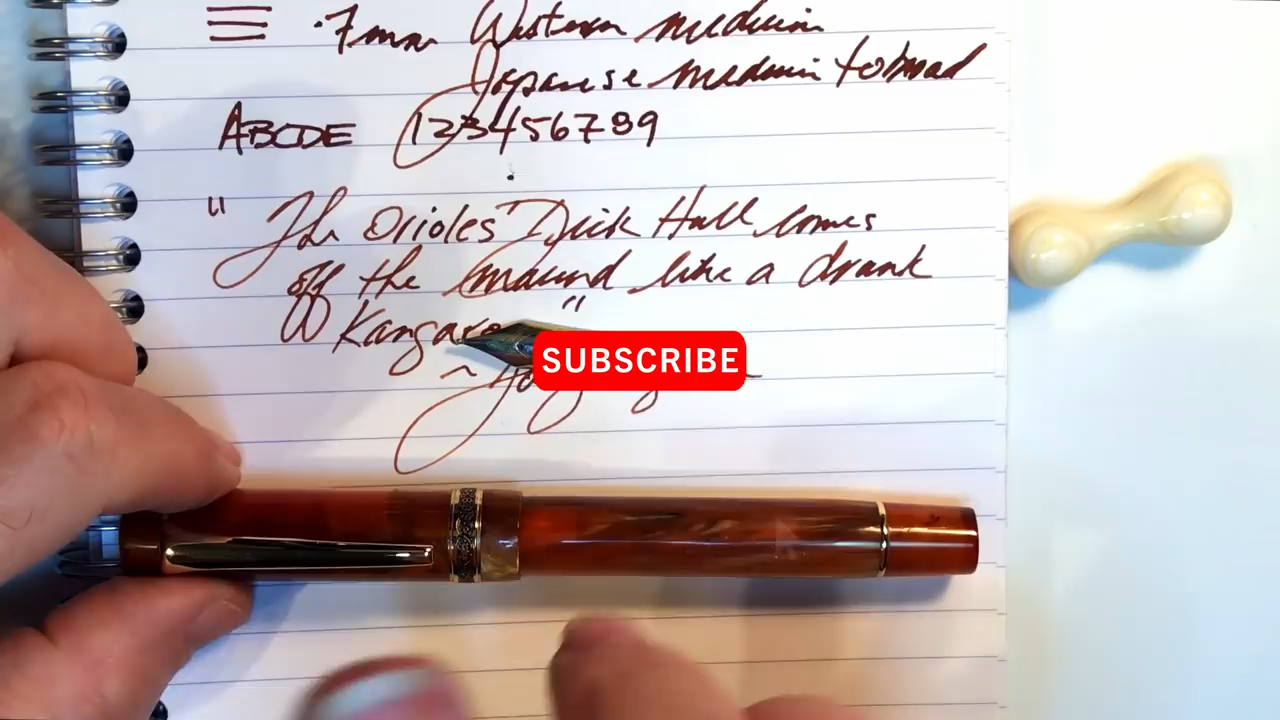 .7mm Western medium
Japanese medium to broad
ABCDE 123456789
" The Orioles' Dick Hall comes
off the mound like a drunk
Kangaroo "
SUBSCRIBE